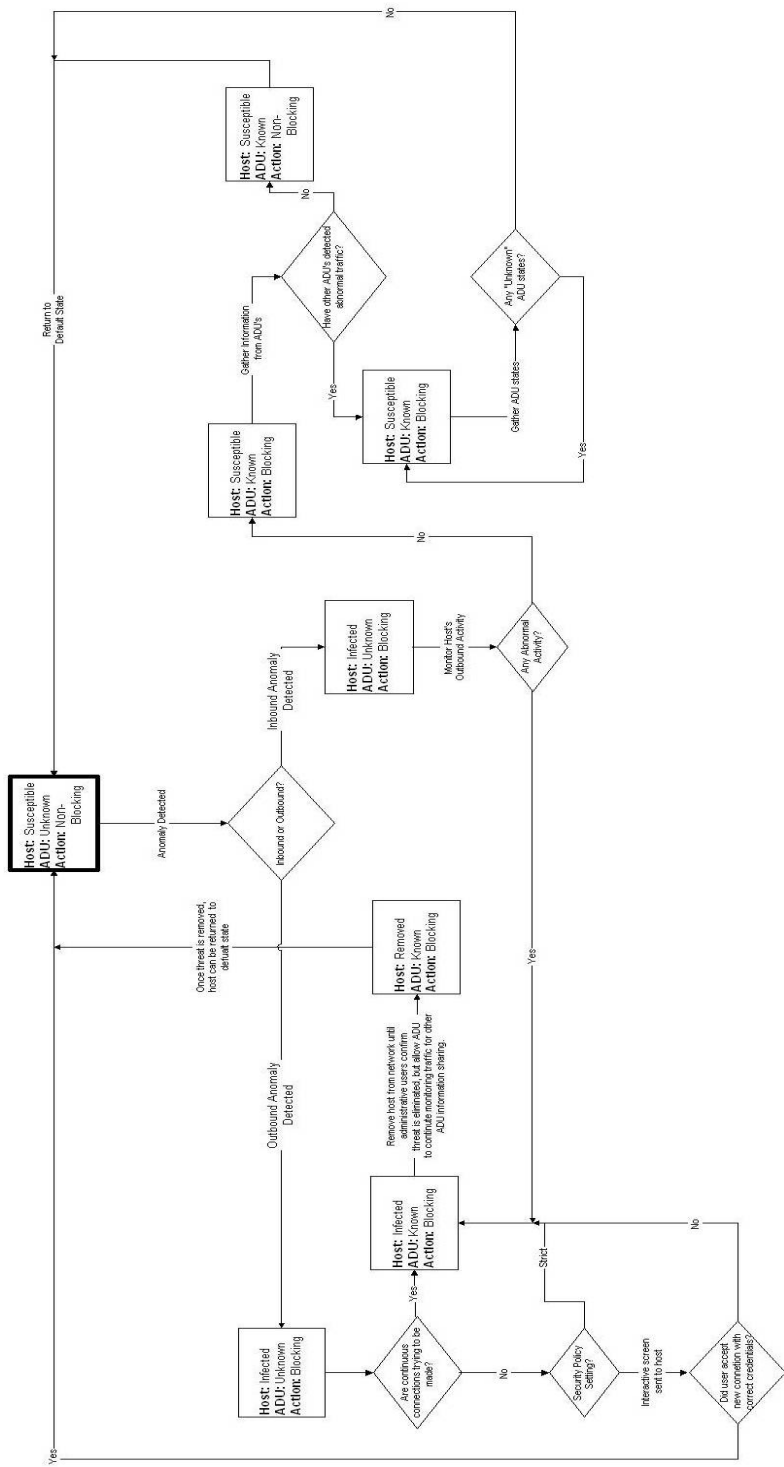 Return to
Default State
No
Host: Susceptible
ADU: Unknown
Action: Non-
Blocking
Anomaly Detected
Inbound or Outbound?
Inbound Anomaly
Detected
Host: Infected
ADU: Unknown
Action: Blocking
Monitor Host's
Outbound Activity
Any Abnormal
Activity?
No
Yes
Host: Susceptible
ADU: Known
Action: Blocking
Gather Information
from ADU's
Have other ADU's detected
abnormal traffic?
No
Host: Susceptible
ADU: Known
Action: Non-
Blocking
Yes
Host: Susceptible
ADU: Known
Action: Blocking
Gather ADU states
Any "Unknown"
ADU states?
Yes
No
Outbound Anomaly
Detected
Host: Infected
ADU: Unknown
Action: Blocking
Are continuous
connections trying to be
made?
Yes
No
Host: Infected
ADU: Known
Action: Blocking
Remove host from network until
administrative users confirm
threat is eliminated, but allow ADU
to continute monitoring traffic for other
ADU information sharing.
Host: Removed
ADU: Known
Action: Blocking
Once threat is removed,
host can be returned to
defualt state
Security Policy
Setting?
Strict
Interactive screen
sent to host
Did user accept
new connetion with
correct credentials?
No
Yes